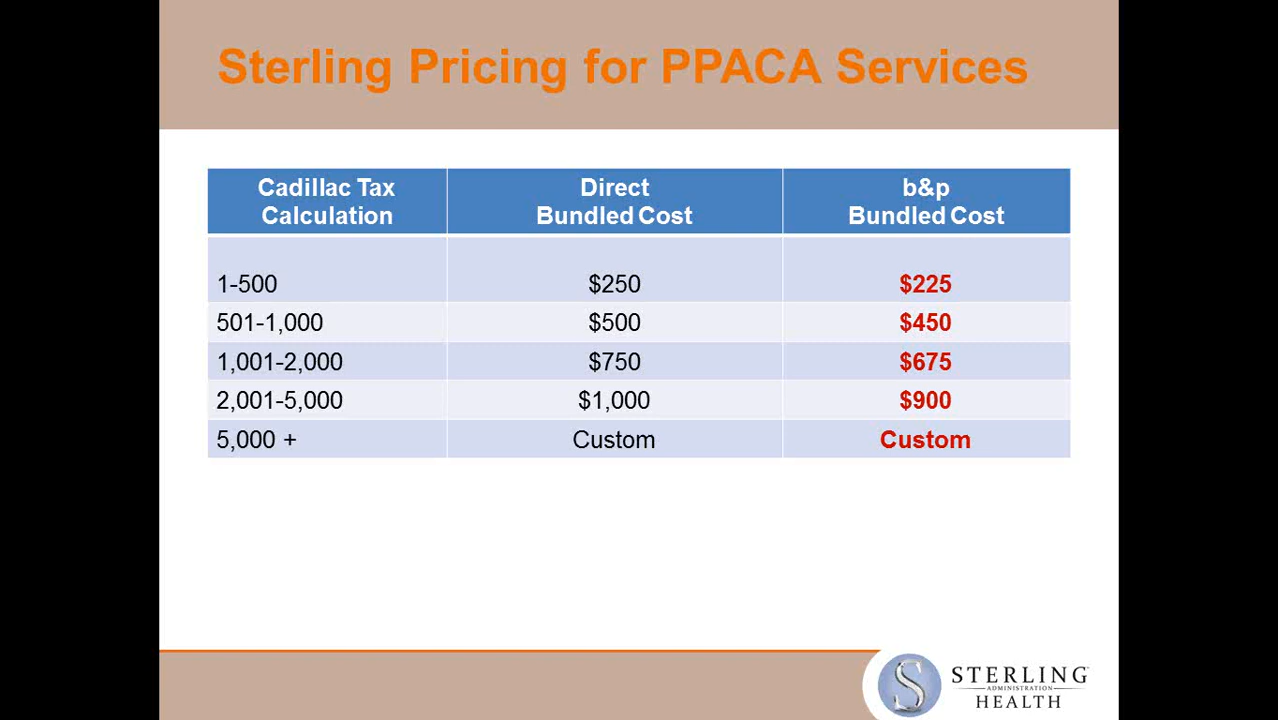 Sterling Pricing for PPACA Services
Cadillac Tax Calculation Direct Bundled Cost b&p Bundled Cost
1-500 $250 $225
501-1,000 $500 $450
1,001-2,000 $750 $675
2,001-5,000 $1,000 $900
5,000 + Custom Custom
S
STERLING
ADMINISTRATION
HEALTH